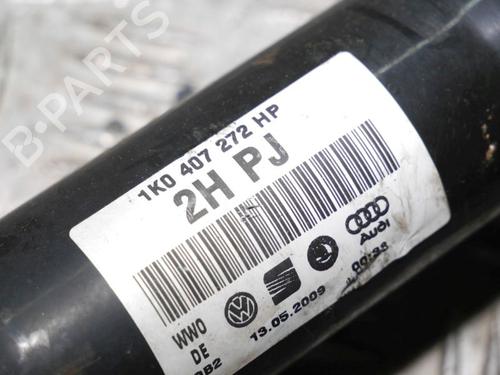 B-PARTS
1K0 407 272 HP
2H PJ
Audi
WWO
DE
13.05.2009